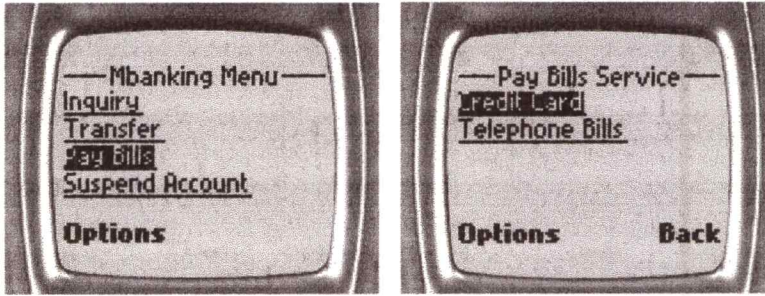 Mbanking Menu
Inquiry
Transfer
Pay Bills
Suspend Account
Options
Pay Bills Service
Credit Card
Telephone Bills
Options Back